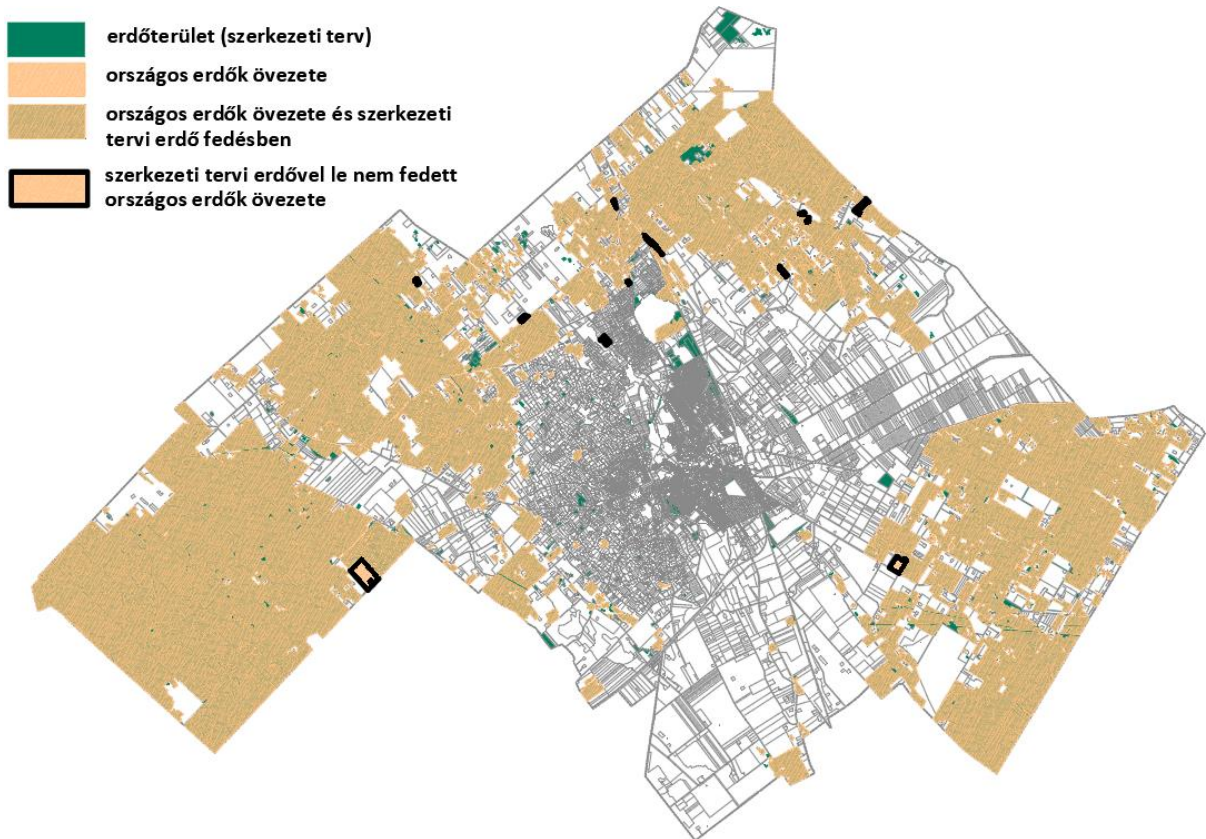 erdőterület (szerkezeti terv)
országos erdők övezete
országos erdők övezete és szerkezeti
tervi erdő fedésben
szerkezeti tervi erdővel le nem fedett
országos erdők övezete